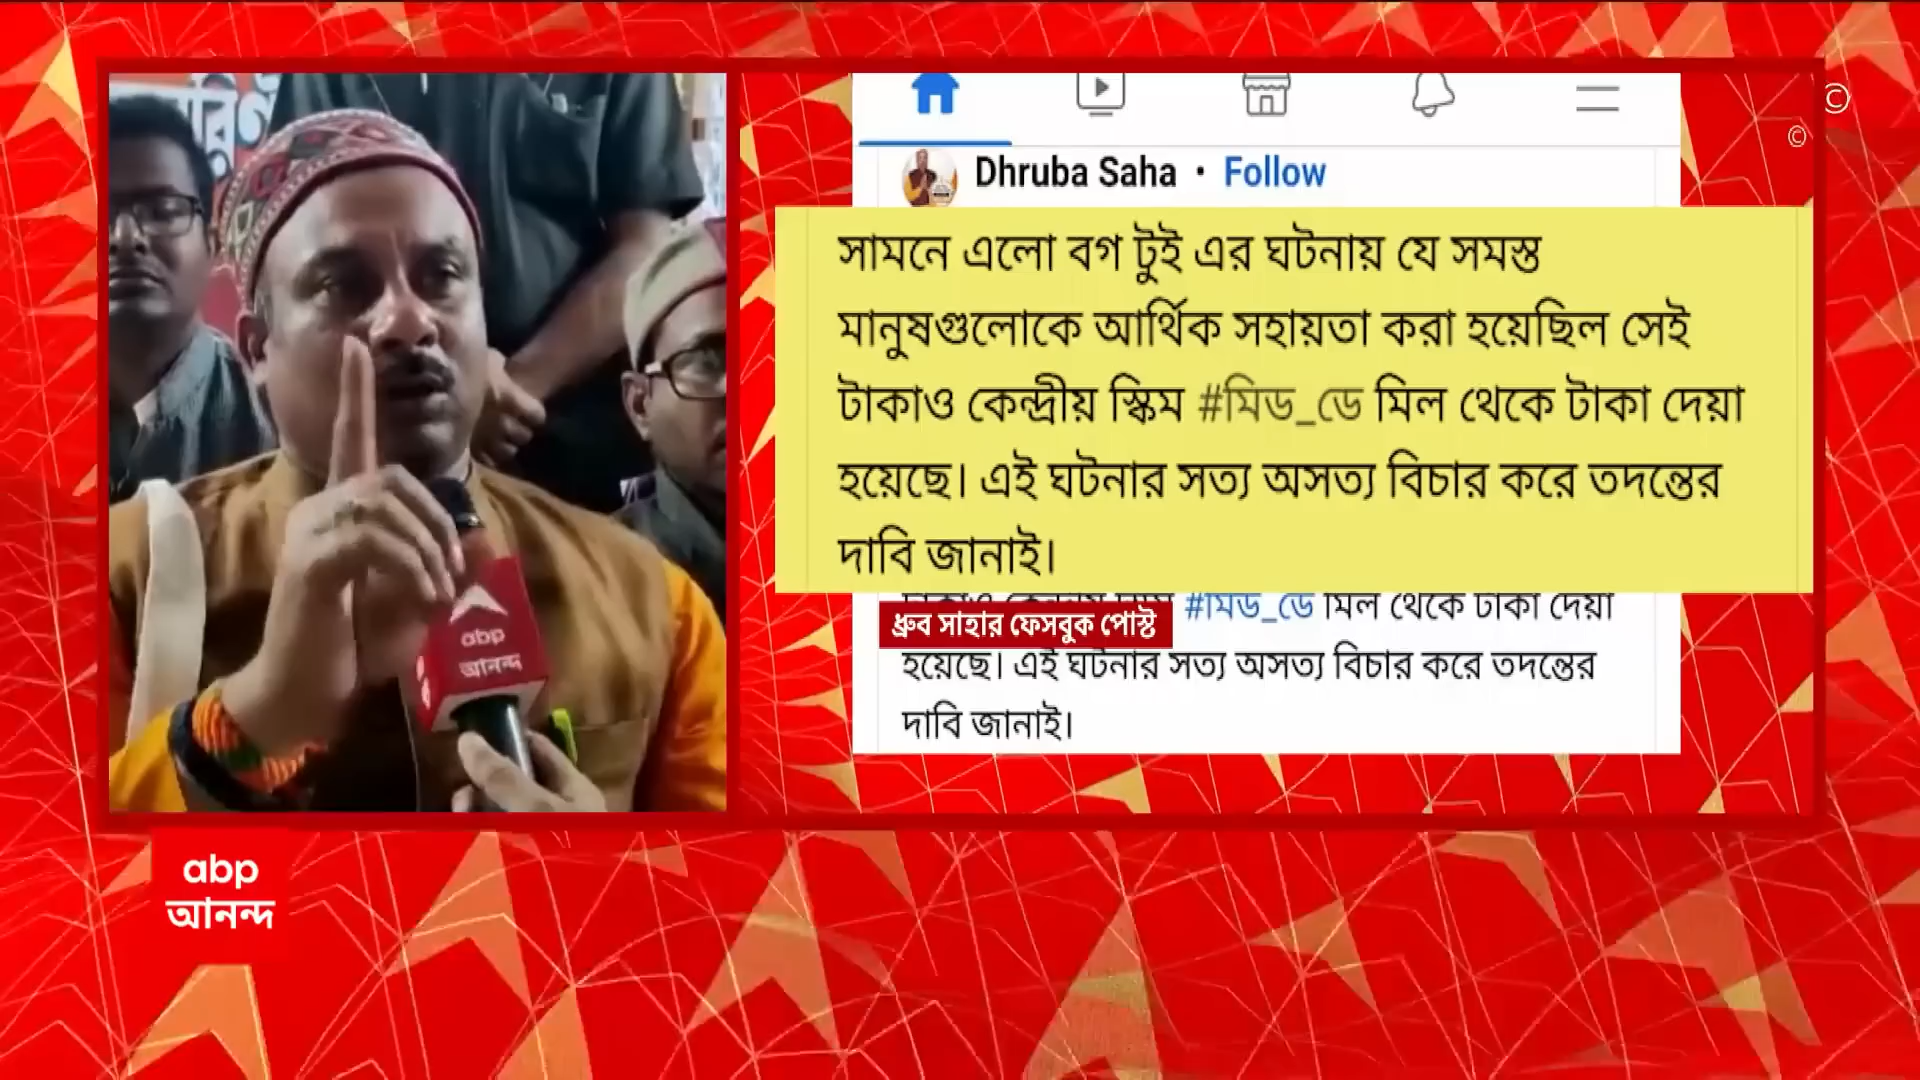 Dhruba Saha • Follow
সামনে এলো বগ টুই এর ঘটনায় যে সমস্ত
মানুষগুলোকে আর্থিক সহায়তা করা হয়েছিল সেই
টাকাও কেন্দ্রীয় স্কিম #মিড_ডে মিল থেকে টাকা দেয়া
হয়েছে। এই ঘটনার সত্য অসত্য বিচার করে তদন্তের
দাবি জানাই।
#মিড_ডে মিল থেকে টাকা দেয়া
ধ্রুব সাহার ফেসবুক পোস্ট
হয়েছে। এই ঘটনার সত্য অসত্য বিচার করে তদন্তের
দাবি জানাই।
abp
আনন্দ
abp
আনন্দ
©
©